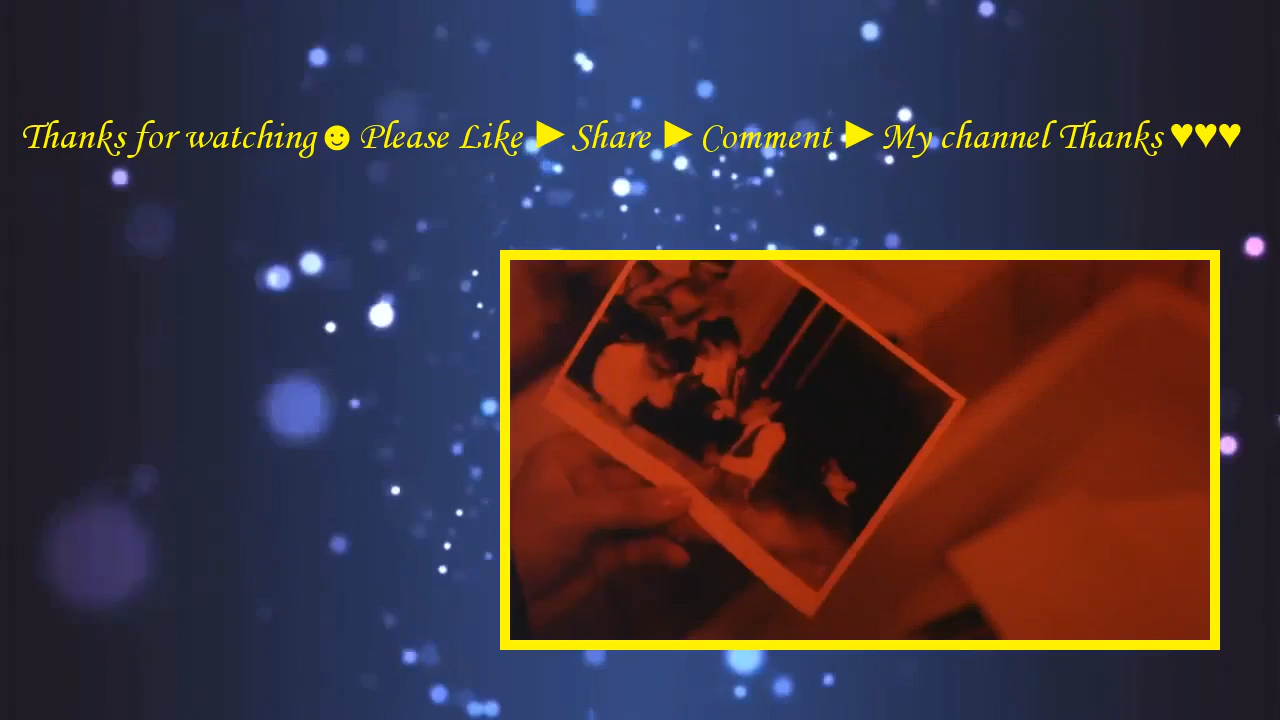 Thanks for watching☻Please Like ► Share ► Comment ► My channel Thanks ♥♥♥